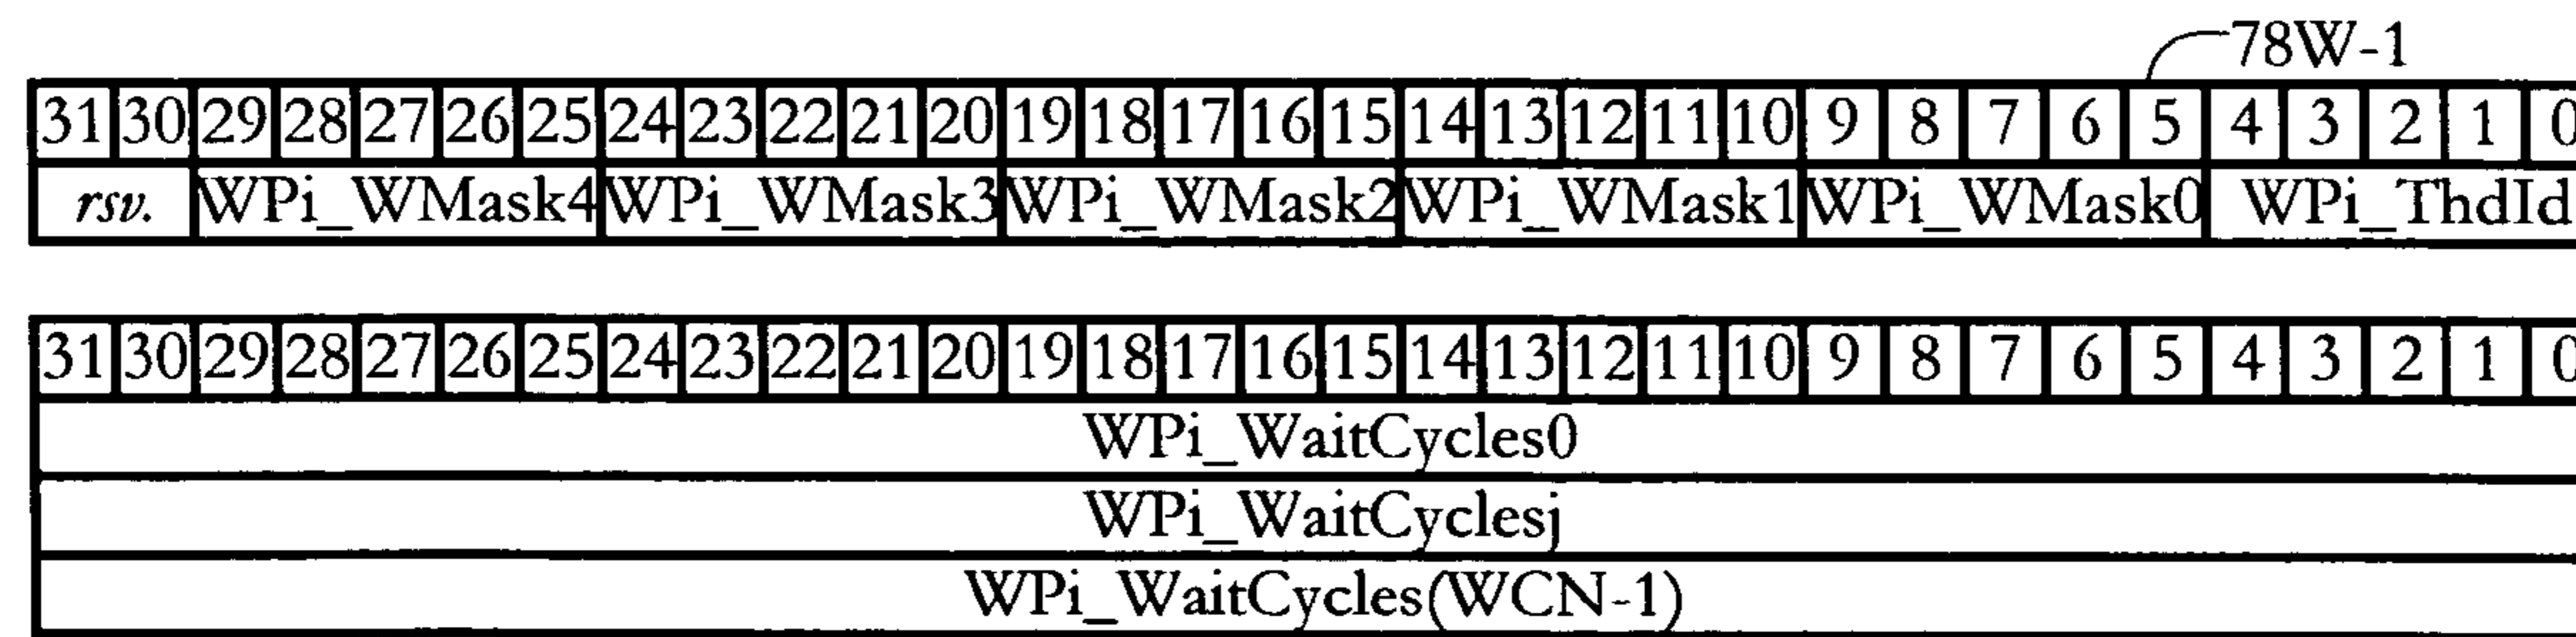 78W-1
31 30 29 28 27 26 25 24 23 22 21 20 19 18 17 16 15 14 13 12 11 10 9 8 7 6 5 4 3 2 1 0
rsv. WPi_WMask4 WPi_WMask3 WPi_WMask2 WPi_WMask1 WPi_WMask0 WPi_ThdId
31 30 29 28 27 26 25 24 23 22 21 20 19 18 17 16 15 14 13 12 11 10 9 8 7 6 5 4 3 2 1 0
WPi_WaitCycles0
WPi_WaitCyclesj
WPi_WaitCycles(WCN-1)